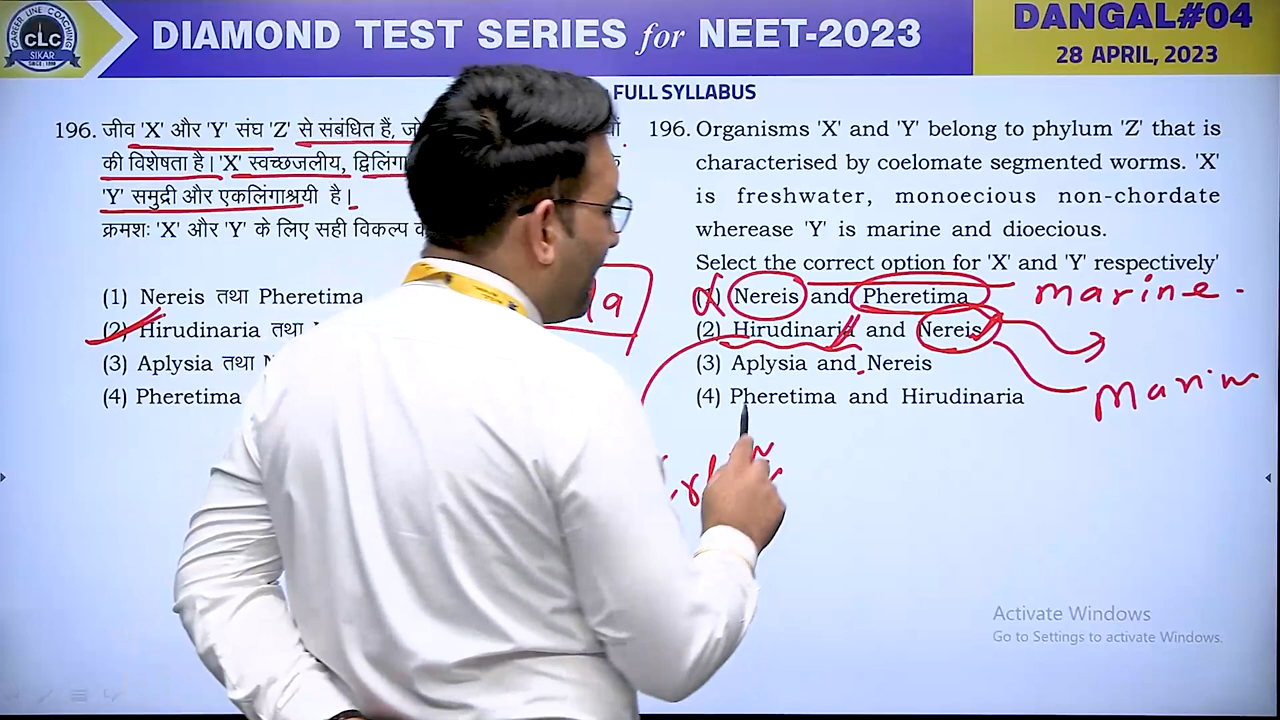 CAREER LINE COACHING
CLC
SIKAR
DIAMOND TEST SERIES for NEET-2023
DANGAL#04
28 APRIL, 2023
FULL SYLLABUS
196. जीव 'X' और 'Y' संघ 'Z' से संबंधित हैं, जो
की विशेषता है। 'X' स्वच्छजलीय,
'Y' समुद्री और एकलिंगाश्रयी है।
क्रमशः 'X' और 'Y' के लिए सही विकल्प
(1) Nereis तथा Pheretima
(2) Hirudinaria तथा
(3) Aplysia तथा
(4) Pheretima
196. Organisms 'X' and 'Y' belong to phylum 'Z' that is
characterised by coelomate segmented worms. 'X'
is freshwater, monoecious non-chordate
wherease 'Y' is marine and dioecious.
Select the correct option for 'X' and 'Y' respectively'
(1) Nereis and Pheretima
marine.
(2) Hirudinaria and Nereis
(3) Aplysia and Nereis
(4) Pheretima and Hirudinaria
Activate Windows
Go to Settings to activate Windows.